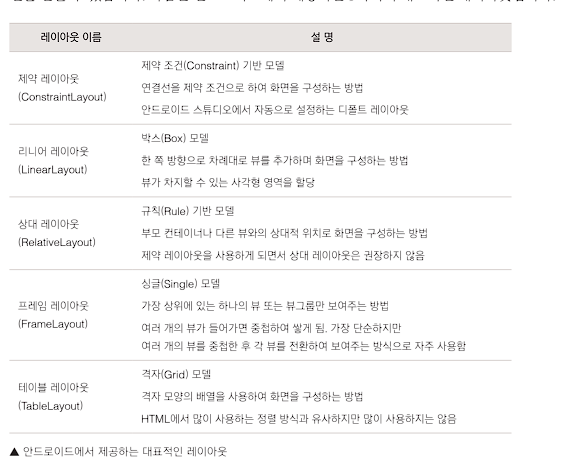 레이아웃 이름
설 명
제약 레이아웃
(ConstraintLayout)
제약 조건(Constraint) 기반 모델
연결선을 제약 조건으로 하여 화면을 구성하는 방법
안드로이드 스튜디오에서 자동으로 설정하는 디폴트 레이아웃
리니어 레이아웃
(LinearLayout)
박스(Box) 모델
한 쪽 방향으로 차례대로 뷰를 추가하며 화면을 구성하는 방법
뷰가 차지할 수 있는 사각형 영역을 할당
상대 레이아웃
(RelativeLayout)
규칙(Rule) 기반 모델
부모 컨테이너나 다른 뷰와의 상대적 위치로 화면을 구성하는 방법
제약 레이아웃을 사용하게 되면서 상대 레이아웃은 권장하지 않음
프레임 레이아웃
(FrameLayout)
싱글(Single) 모델
가장 상위에 있는 하나의 뷰 또는 뷰그룹만 보여주는 방법
여러 개의 뷰가 들어가면 중첩하여 쌓게 됨. 가장 단순하지만
여러 개의 뷰를 중첩한 후 각 뷰를 전환하여 보여주는 방식으로 자주 사용함
테이블 레이아웃
(TableLayout)
격자(Grid) 모델
격자 모양의 배열을 사용하여 화면을 구성하는 방법
HTML에서 많이 사용하는 정렬 방식과 유사하지만 많이 사용하지는 않음
▲ 안드로이드에서 제공하는 대표적인 레이아웃